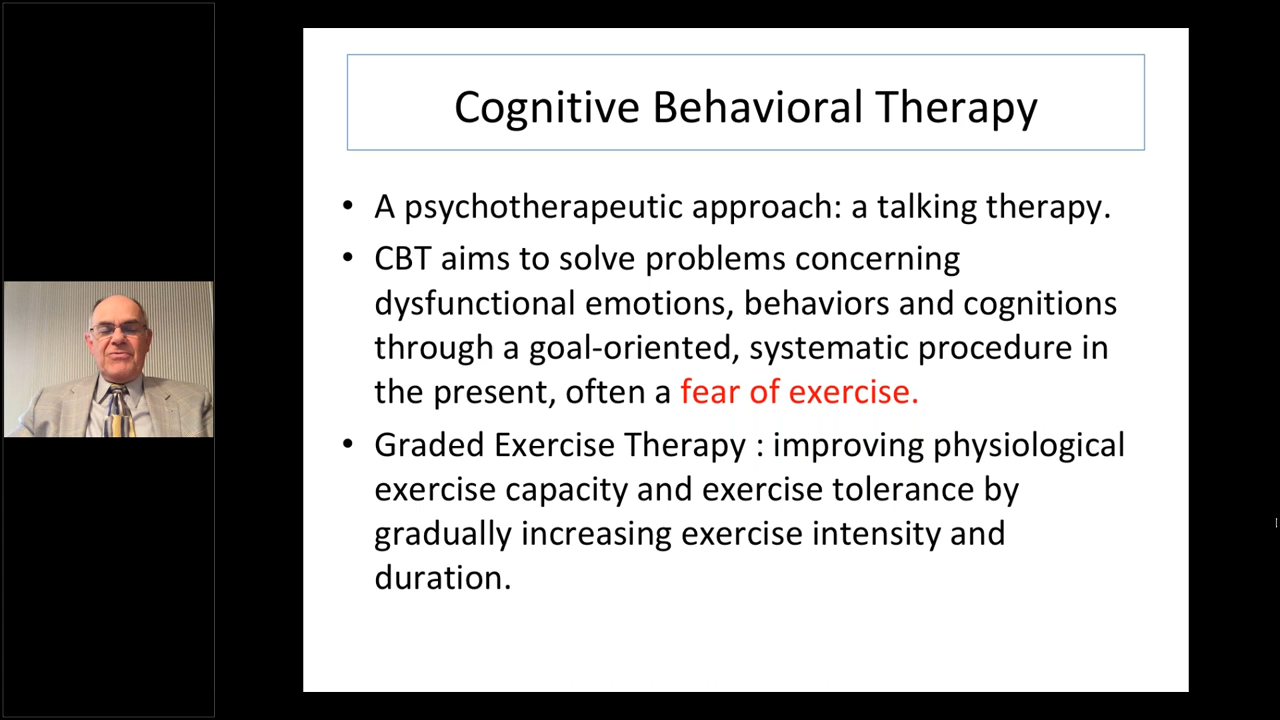 Cognitive Behavioral Therapy
• A psychotherapeutic approach: a talking therapy.
• CBT aims to solve problems concerning
dysfunctional emotions, behaviors and cognitions
through a goal-oriented, systematic procedure in
the present, often a fear of exercise.
• Graded Exercise Therapy : improving physiological
exercise capacity and exercise tolerance by
gradually increasing exercise intensity and
duration.